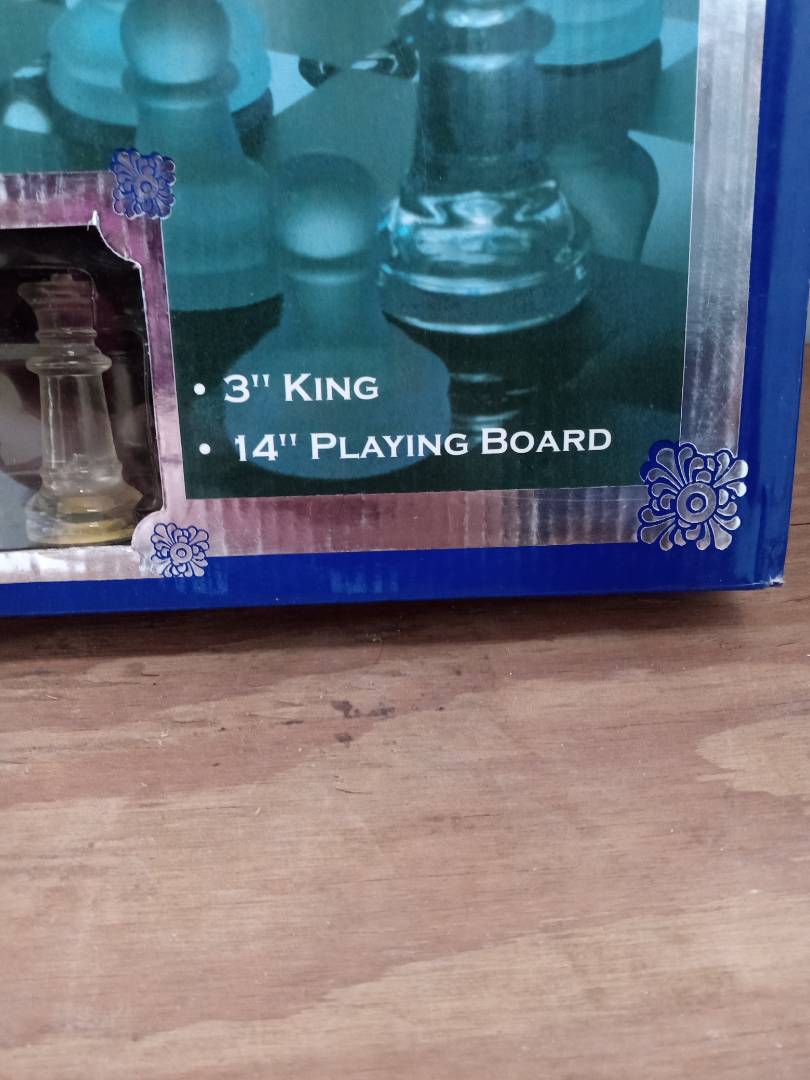 • 3" King
• 14" Playing Board